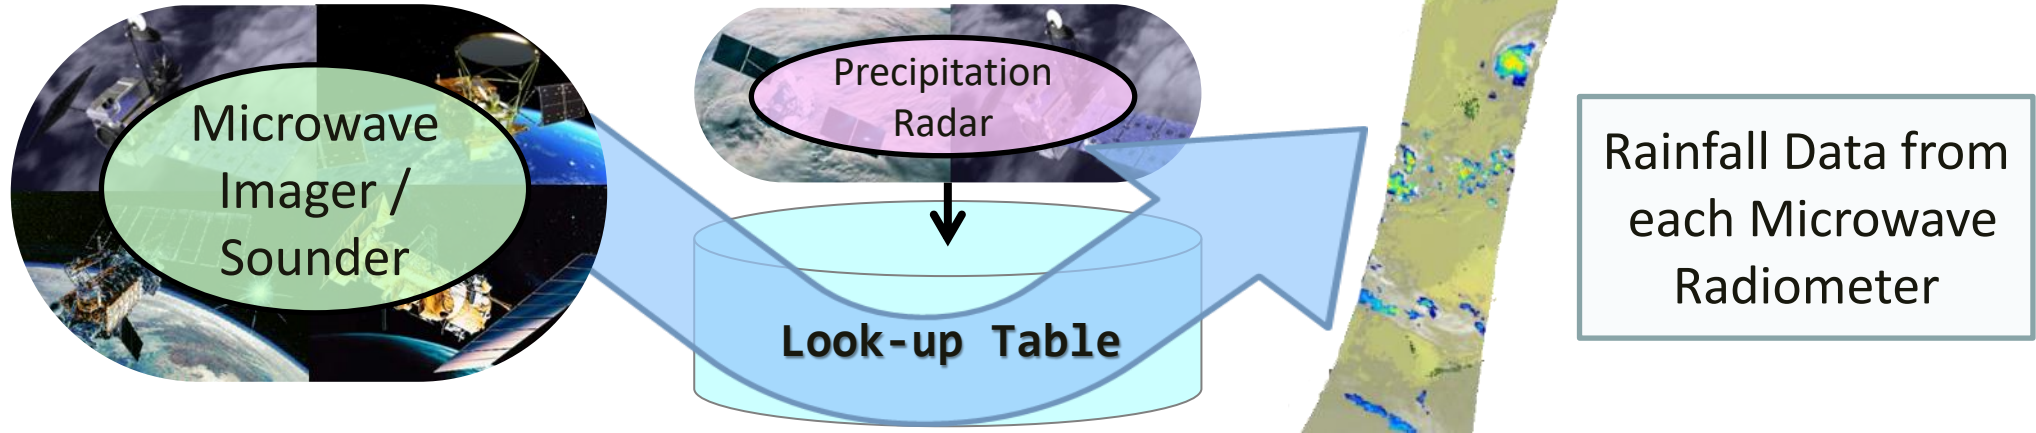 Microwave
Imager /
Sounder
Precipitation
Radar
Look-up Table
Rainfall Data from
each Microwave
Radiometer